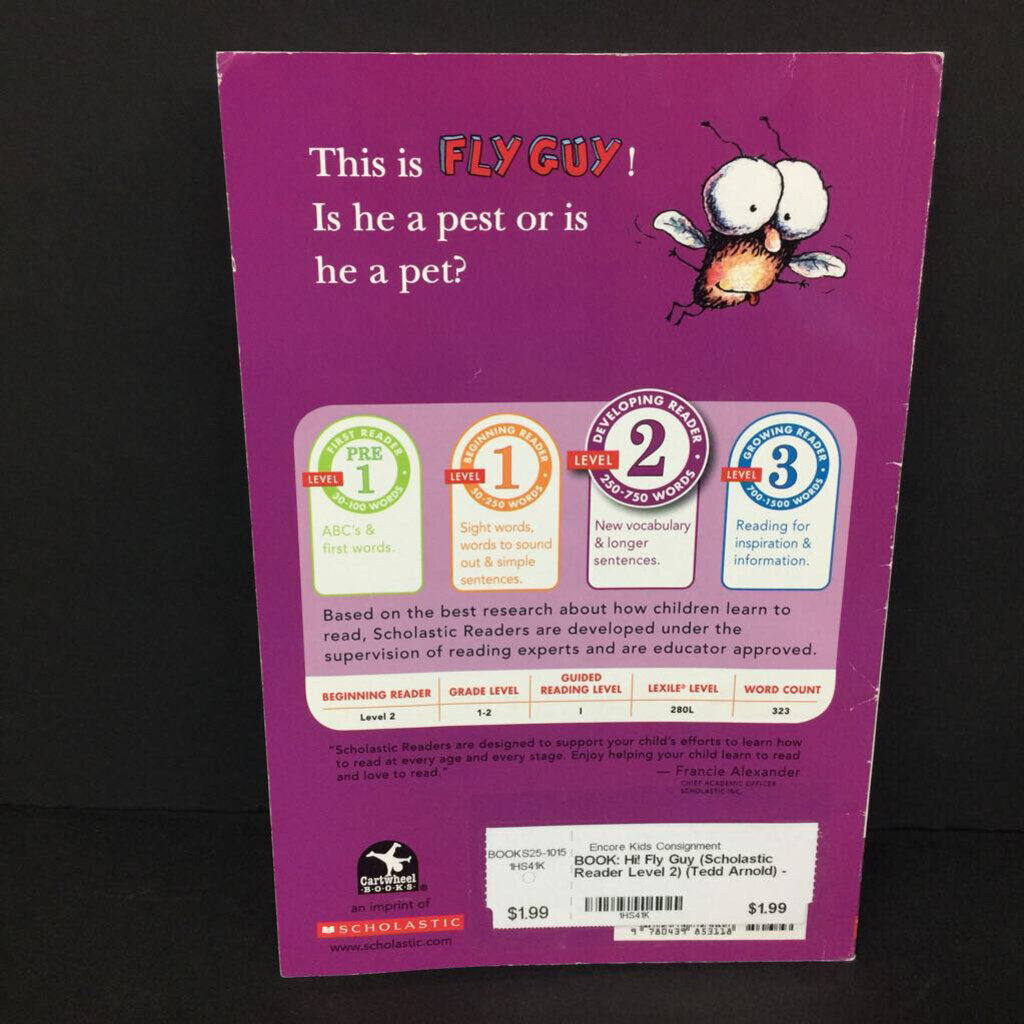 This is FLY GUY!
Is he a pest or is
he a pet?
FIRST READER
LEVEL PRE 1
30-100 WORDS
ABC's &
first words.
BEGINNING READER
LEVEL 1
50-250 WORDS
Sight words,
words to sound
out & simple
sentences.
DEVELOPING READER
LEVEL 2
250-750 WORDS
New vocabulary
& longer
sentences.
GROWING READER
LEVEL 3
700-1500 WORDS
Reading for
inspiration &
information.
Based on the best research about how children learn to
read, Scholastic Readers are developed under the
supervision of reading experts and are educator approved.
BEGINNING READER GRADE LEVEL GUIDED READING LEVEL LEXILE® LEVEL WORD COUNT
Level 2 1-2 I 280L 323
"Scholastic Readers are designed to support your child's efforts to learn how
to read at every age and every stage. Enjoy helping your child learn to read
and love to read."
— Francie Alexander
CHIEF ACADEMIC OFFICER
SCHOLASTIC INC.
Cartwheel
B·O·O·K·S·®
an imprint of
SCHOLASTIC
www.scholastic.com
BOOKS25-1015
1HS41K
$1.99
Encore Kids Consignment
BOOK: Hi! Fly Guy (Scholastic
Reader Level 2) (Tedd Arnold) -
1HS41K
$1.99
9 780439 853118